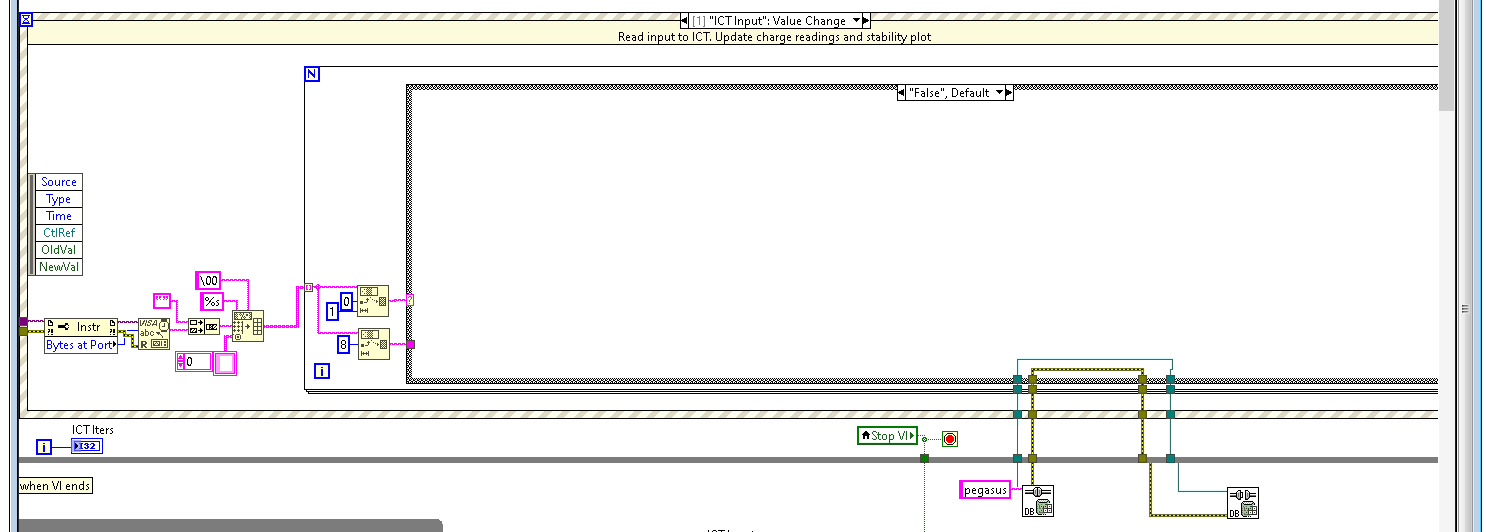 [1] "ICT Input": Value Change
Read input to ICT. Update charge readings and stability plot
N
"False", Default
Source
Type
Time
CtlRef
OldVal
NewVal
\00
""
%s
0
1
?
Instr
VISA
abc
R
Bytes at Port
0
8
i
ICT Iters
i
I32
Stop VI
when VI ends
pegasus
DB
DB